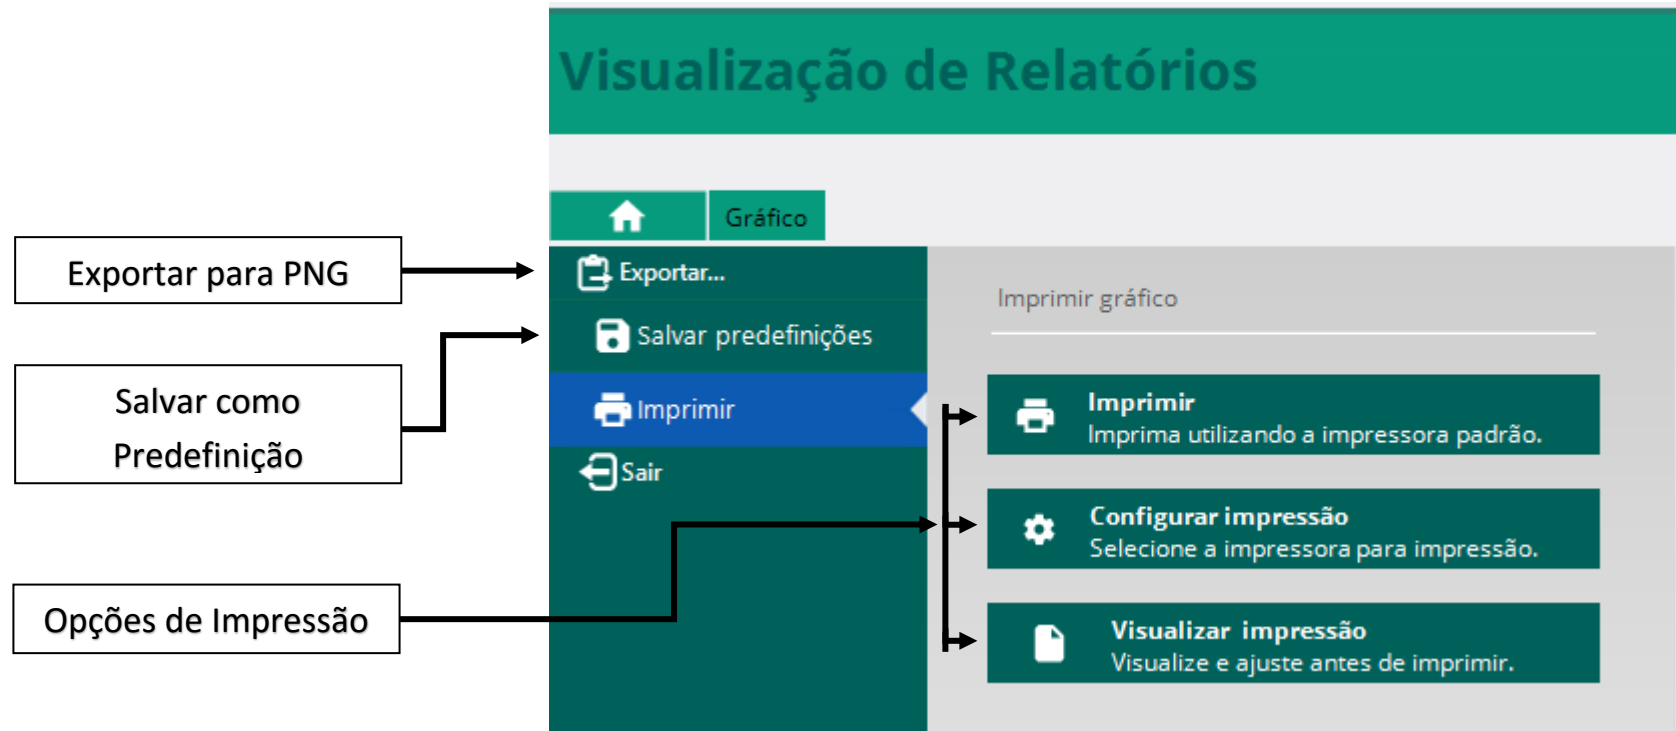 Visualização de Relatórios
Gráfico
Exportar para PNG
Exportar...
Imprimir gráfico
Salvar predefinições
Salvar como
Predefinição
Imprimir
Imprimir
Imprima utilizando a impressora padrão.
Sair
Configurar impressão
Selecione a impressora para impressão.
Opções de Impressão
Visualizar impressão
Visualize e ajuste antes de imprimir.